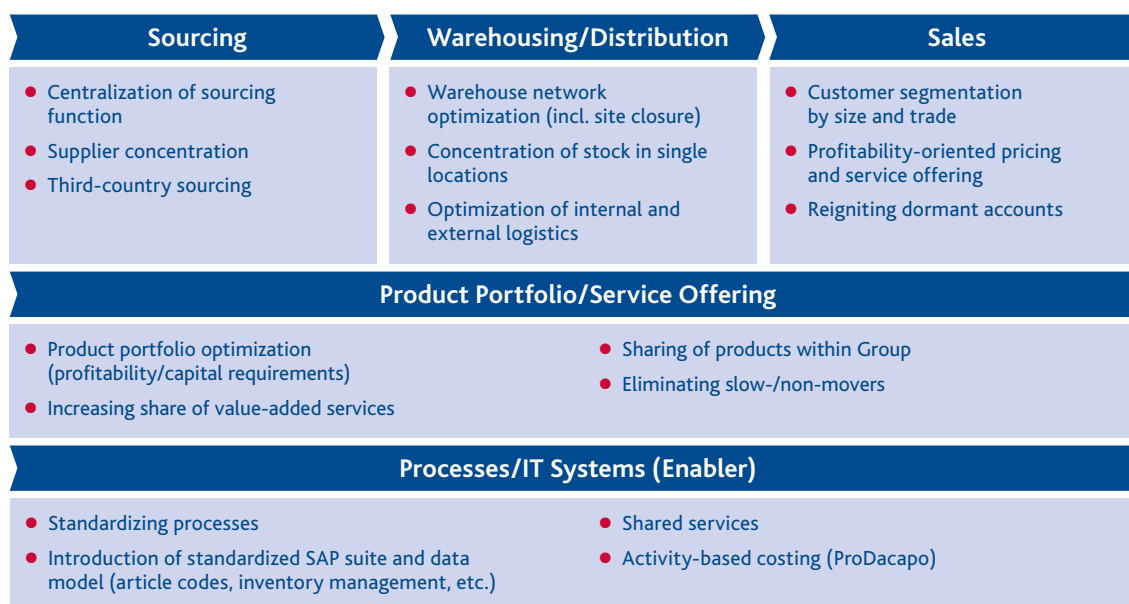 Sourcing
Centralization of sourcing
function
Supplier concentration
Third-country sourcing
Warehousing/Distribution
Warehouse network
optimization (incl. site closure)
Concentration of stock in single
locations
Optimization of internal and
external logistics
Sales
Customer segmentation
by size and trade
Profitability-oriented pricing
and service offering
Reigniting dormant accounts
Product Portfolio/Service Offering
Product portfolio optimization
(profitability/capital requirements)
Increasing share of value-added services
Sharing of products within Group
Eliminating slow-/non-movers
Processes/IT Systems (Enabler)
Standardizing processes
Introduction of standardized SAP suite and data
model (article codes, inventory management, etc.)
Shared services
Activity-based costing (ProDacapo)